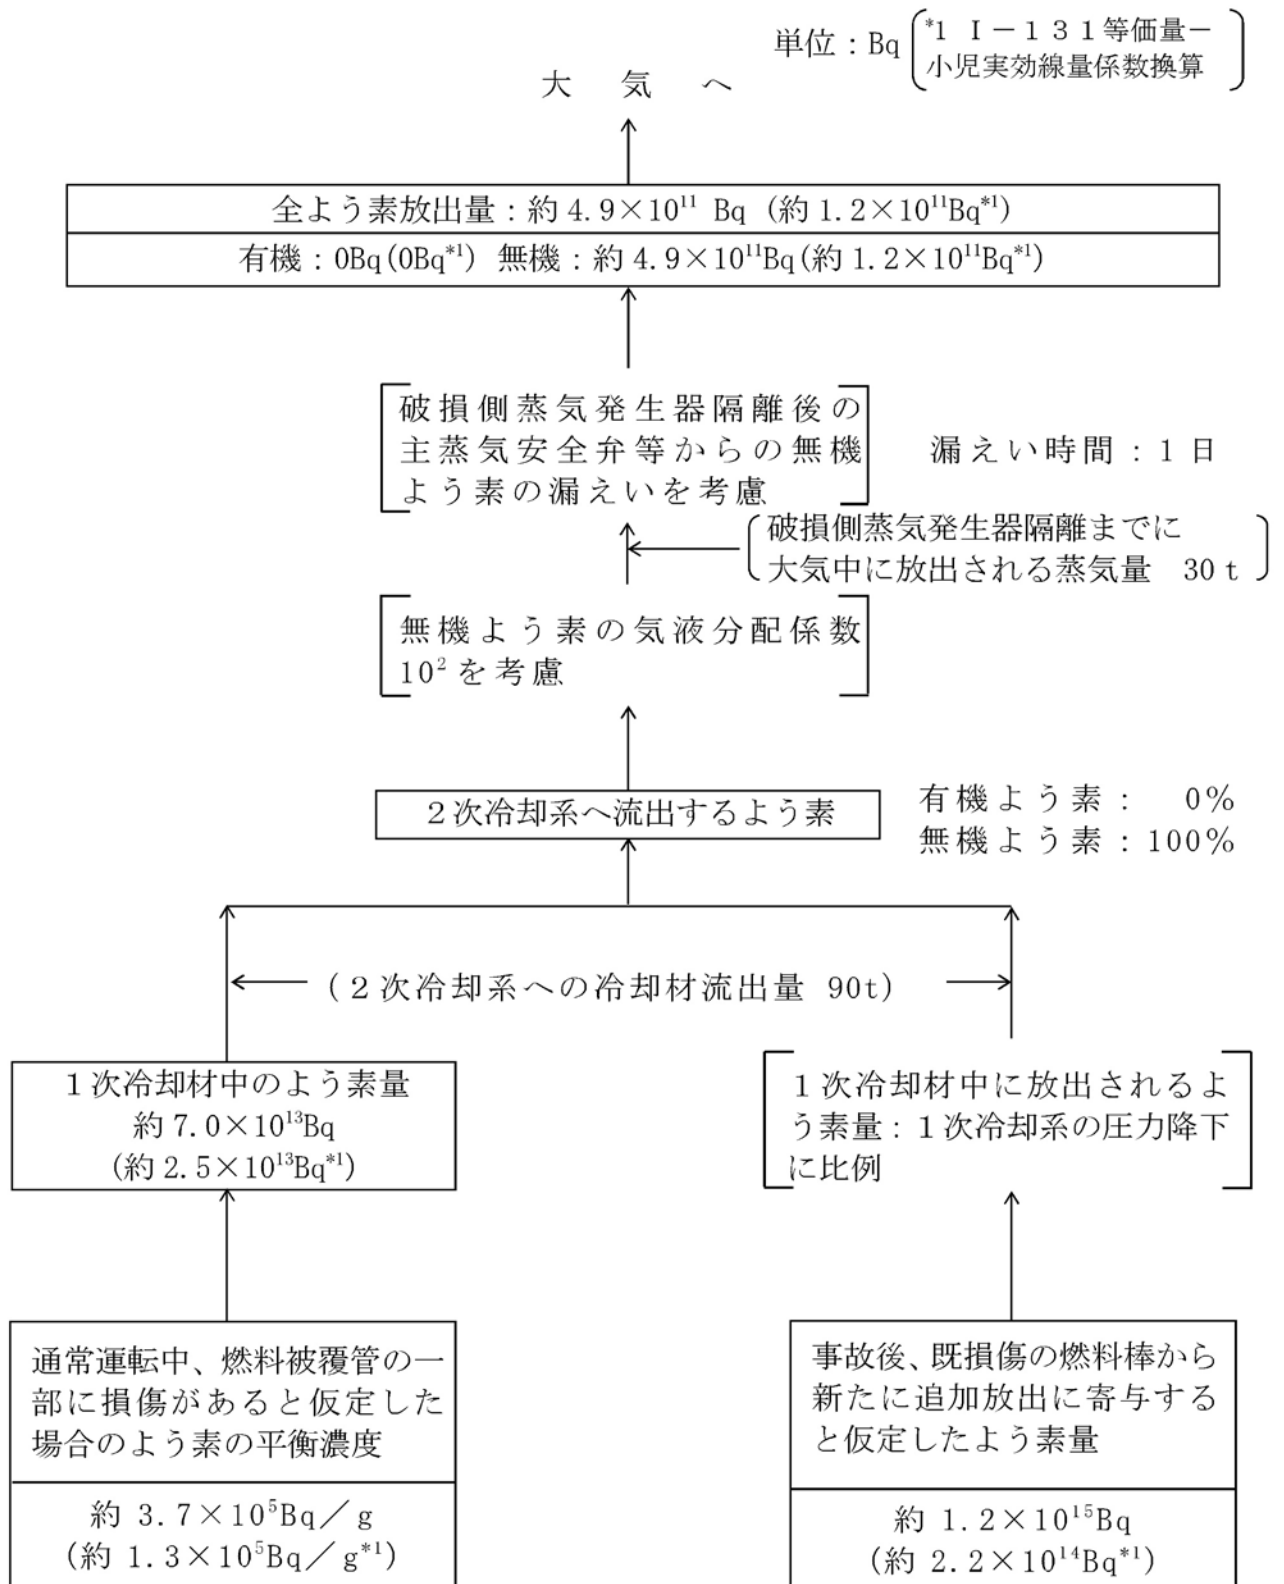 単位：Bq
*1 Ｉ－１３１等価量－
小児実効線量係数換算
大気へ
全よう素放出量：約4.9×10¹¹ Bq (約1.2×10¹¹Bq*¹)
有機：0Bq(0Bq*¹) 無機：約4.9×10¹¹Bq(約1.2×10¹¹Bq*¹)
破損側蒸気発生器隔離後の
主蒸気安全弁等からの無機
よう素の漏えいを考慮
漏えい時間：1日
破損側蒸気発生器隔離までに
大気中に放出される蒸気量 30t
無機よう素の気液分配係数
10²を考慮
２次冷却系へ流出するよう素
有機よう素： 0%
無機よう素：100%
(２次冷却系への冷却材流出量 90t)
１次冷却材中のよう素量
約7.0×10¹³Bq
(約2.5×10¹³Bq*¹)
１次冷却材中に放出されるよ
う素量：１次冷却系の圧力降下
に比例
通常運転中、燃料被覆管の一
部に損傷があると仮定した
場合のよう素の平衡濃度
約 3.7×10⁵Bq／g
(約 1.3×10⁵Bq／g*¹)
事故後、既損傷の燃料棒から
新たに追加放出に寄与する
と仮定したよう素量
約 1.2×10¹⁵Bq
(約 2.2×10¹⁴Bq*¹)